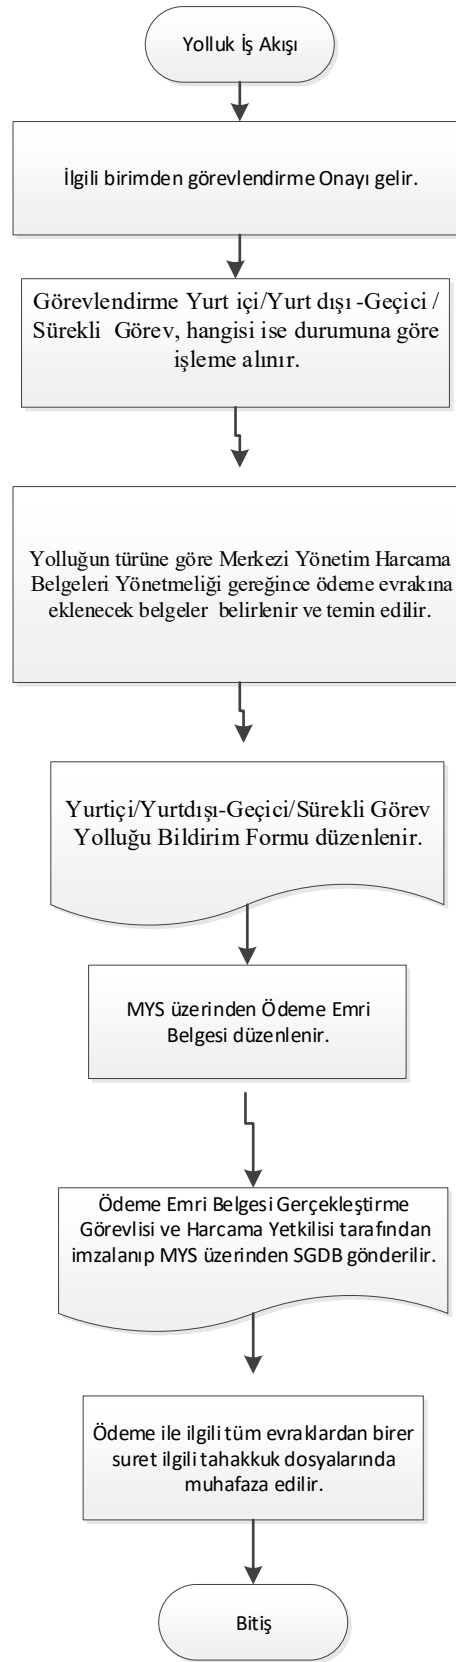 Yolluk İş Akışı
İlgili birimden görevlendirme Onayı gelir.
Görevlendirme Yurt içi/Yurt dışı -Geçici /
Sürekli Görev, hangisi ise durumuna göre
işleme alınır.
Yolluğun türüne göre Merkezi Yönetim Harcama
Belgeleri Yönetmeliği gereğince ödeme evrakına
eklenecek belgeler belirlenir ve temin edilir.
Yurtiçi/Yurtdışı-Geçici/Sürekli Görev
Yolluğu Bildirim Formu düzenlenir.
MYS üzerinden Ödeme Emri
Belgesi düzenlenir.
Ödeme Emri Belgesi Gerçekleştirme
Görevlisi ve Harcama Yetkilisi tarafından
imzalanıp MYS üzerinden SGDB gönderilir.
Ödeme ile ilgili tüm evraklardan birer
suret ilgili tahakkuk dosyalarında
muhafaza edilir.
Bitiş